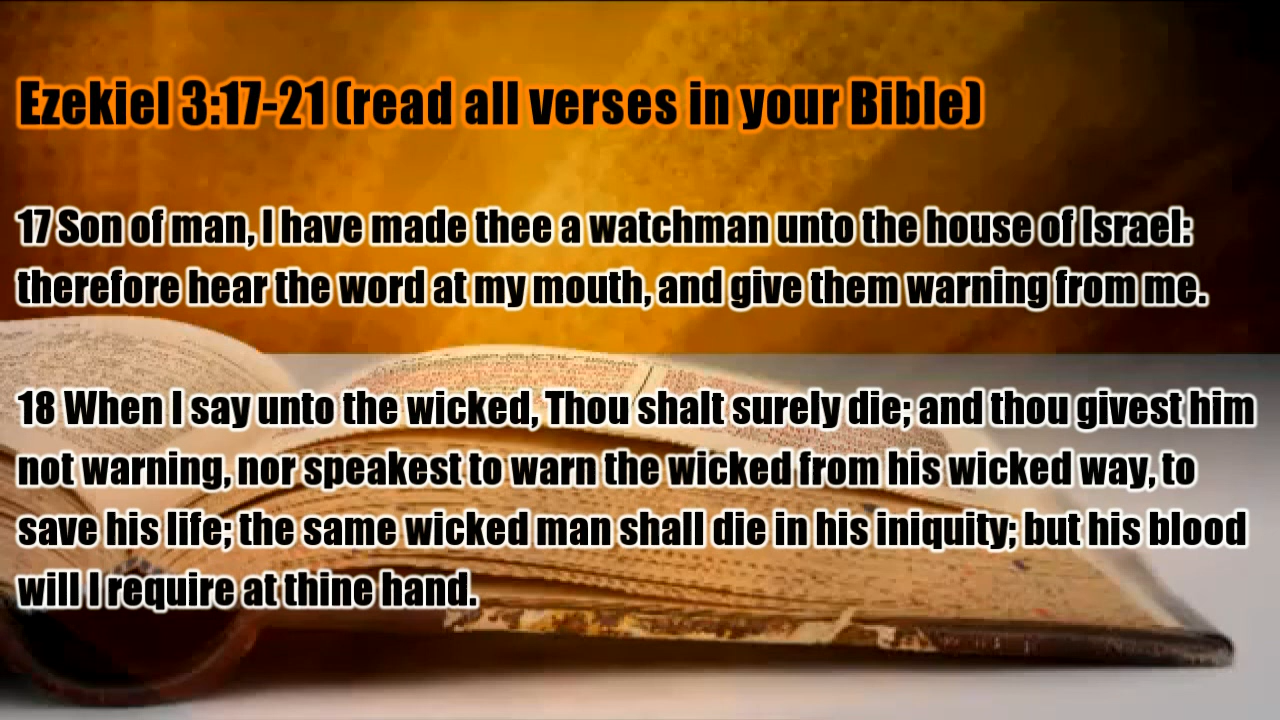 Ezekiel 3:17-21 (read all verses in your Bible)
17 Son of man, I have made thee a watchman unto the house of Israel:
therefore hear the word at my mouth, and give them warning from me.
18 When I say unto the wicked, Thou shalt surely die; and thou givest him
not warning, nor speakest to warn the wicked from his wicked way, to
save his life; the same wicked man shall die in his iniquity; but his blood
will I require at thine hand.